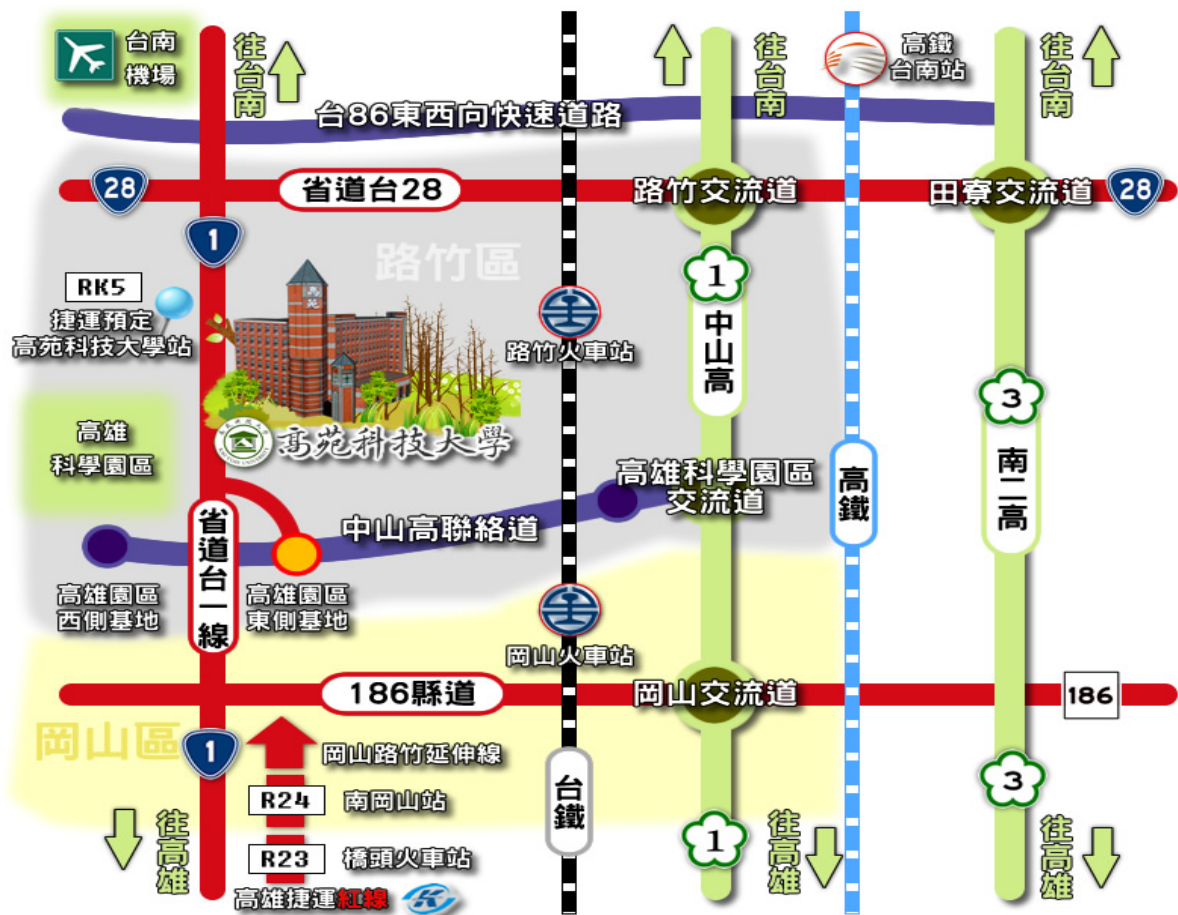 台南
機場
往台南
往台南
高鐵
台南站
往台南
台86東西向快速道路
28
省道台28
路竹交流道
田寮交流道
28
1
路竹區
RK5
捷運預定
高苑科技大學站
高苑
路竹火車站
1
中山高
3
高雄
科學園區
高苑科技大學
高雄科學園區
交流道
高鐵
南二高
省道台一線
中山高聯絡道
高雄園區
西側基地
高雄園區
東側基地
岡山火車站
186縣道
岡山交流道
186
岡山區
1
岡山路竹延伸線
台鐵
3
R24
南岡山站
1
往高雄
往高雄
往高雄
R23
橋頭火車站
高雄捷運紅線